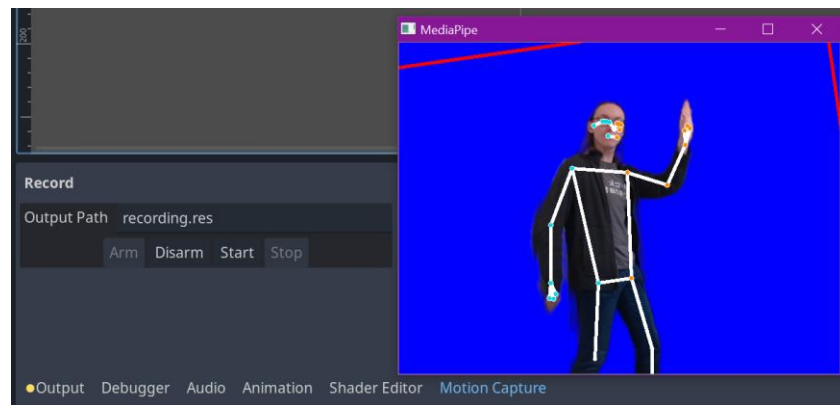 200
MediaPipe
Record
Output Path recording.res
Arm Disarm Start Stop
Output Debugger Audio Animation Shader Editor Motion Capture